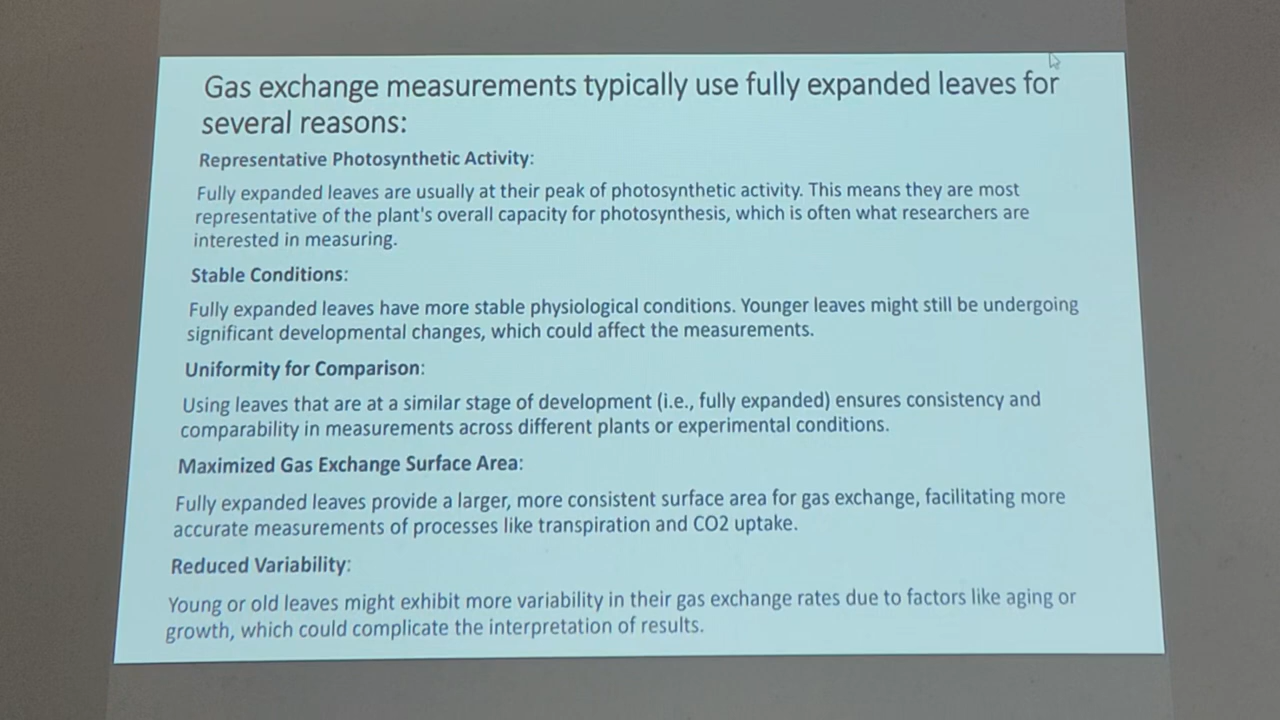 Gas exchange measurements typically use fully expanded leaves for
several reasons:
Representative Photosynthetic Activity:
Fully expanded leaves are usually at their peak of photosynthetic activity. This means they are most
representative of the plant's overall capacity for photosynthesis, which is often what researchers are
interested in measuring.
Stable Conditions:
Fully expanded leaves have more stable physiological conditions. Younger leaves might still be undergoing
significant developmental changes, which could affect the measurements.
Uniformity for Comparison:
Using leaves that are at a similar stage of development (i.e., fully expanded) ensures consistency and
comparability in measurements across different plants or experimental conditions.
Maximized Gas Exchange Surface Area:
Fully expanded leaves provide a larger, more consistent surface area for gas exchange, facilitating more
accurate measurements of processes like transpiration and CO2 uptake.
Reduced Variability:
Young or old leaves might exhibit more variability in their gas exchange rates due to factors like aging or
growth, which could complicate the interpretation of results.